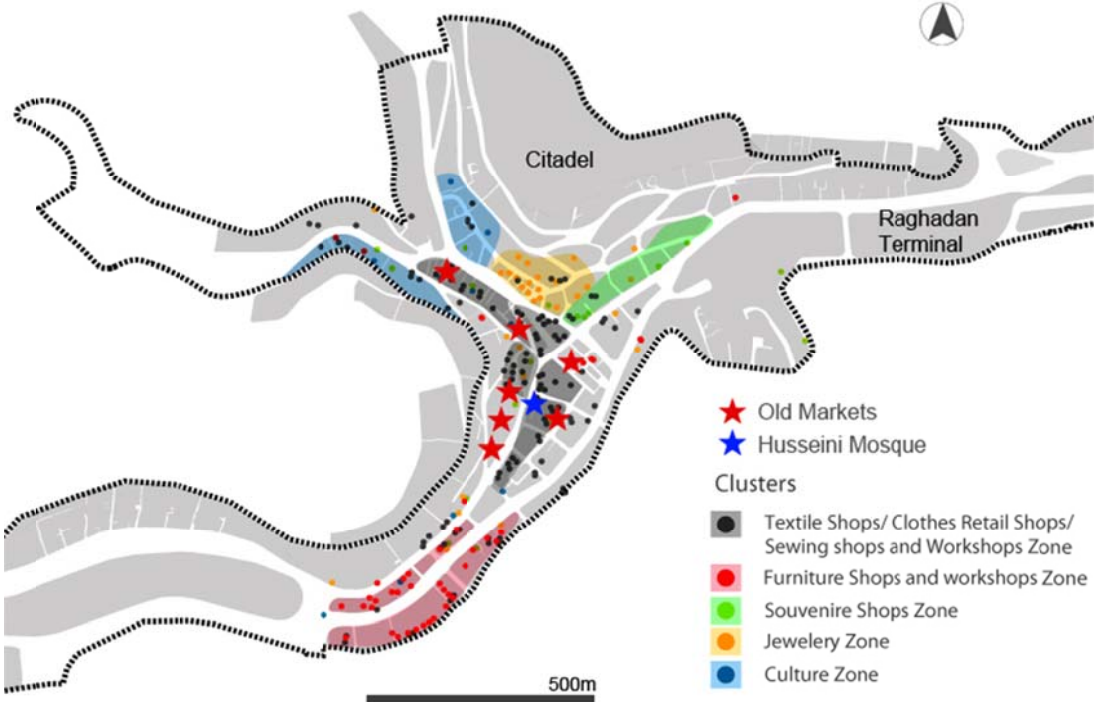 Citadel
Raghadan
Terminal
Old Markets
Husseini Mosque
Clusters
Textile Shops/ Clothes Retail Shops/
Sewing shops and Workshops Zone
Furniture Shops and workshops Zone
Souvenire Shops Zone
Jewelery Zone
Culture Zone
500m